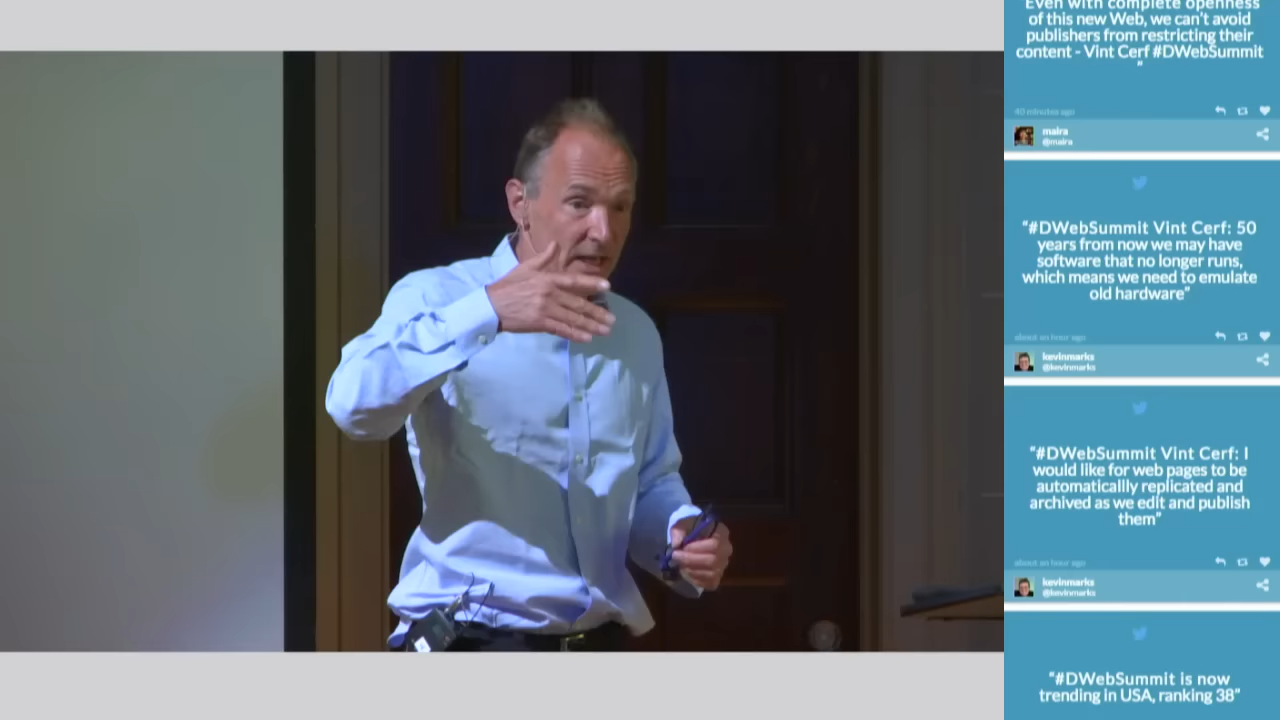 “Even with complete openness
of this new Web, we can't avoid
publishers from restricting their
content - Vint Cerf #DWebSummit
”
40 minutes ago
maira
@maira
“#DWebSummit Vint Cerf: 50
years from now we may have
software that no longer runs,
which means we need to emulate
old hardware”
about an hour ago
kevinmarks
@kevinmarks
“#DWebSummit Vint Cerf: I
would like for web pages to be
automaticallly replicated and
archived as we edit and publish
them”
about an hour ago
kevinmarks
@kevinmarks
“#DWebSummit is now
trending in USA, ranking 38”